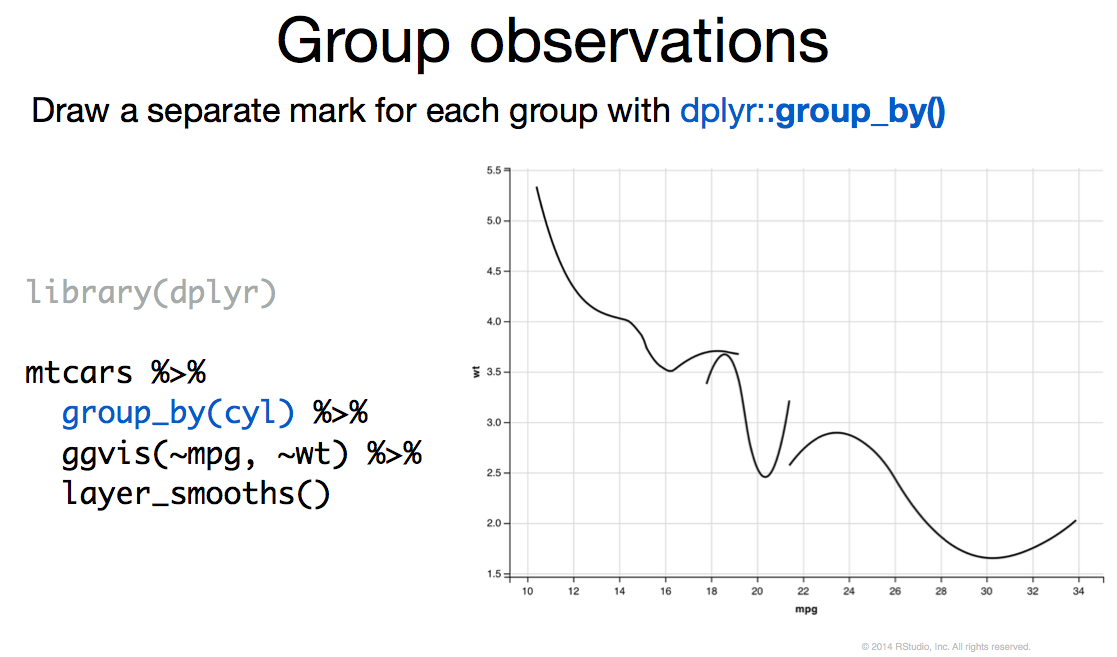 Group observations
Draw a separate mark for each group with dplyr::group_by()
library(dplyr)
mtcars %>%
group_by(cyl) %>%
ggvis(~mpg, ~wt) %>%
layer_smooths()
5.5
5.0
4.5
4.0
3.5
3.0
2.5
2.0
1.5
wt
10 12 14 16 18 20 22 24 26 28 30 32 34
mpg
© 2014 RStudio, Inc. All rights reserved.